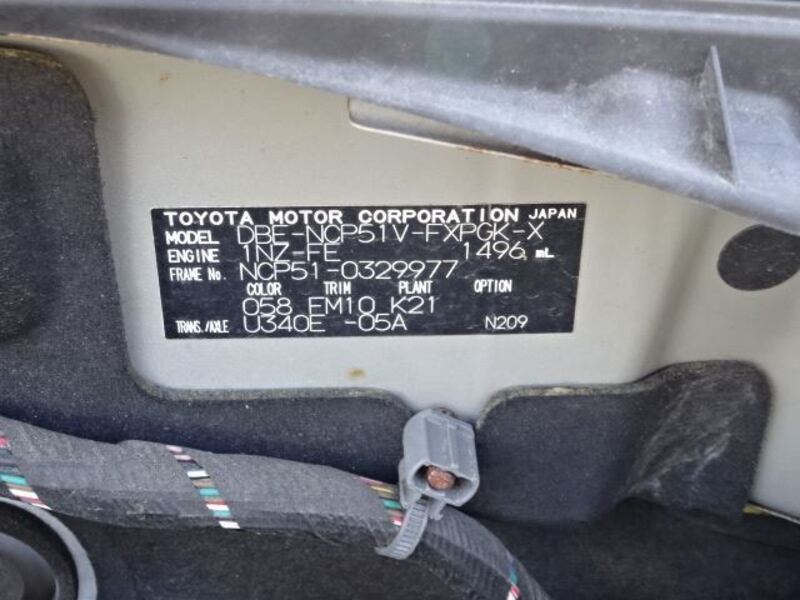 TOYOTA MOTOR CORPORATION JAPAN
MODEL DBE-NCP51V-FXPGK-X
ENGINE 1NZ-FE 1496 mL
FRAME No. NCP51-0329977
COLOR TRIM PLANT OPTION
058 FM10 K21
TRANS./AXLE U340E -05A N209